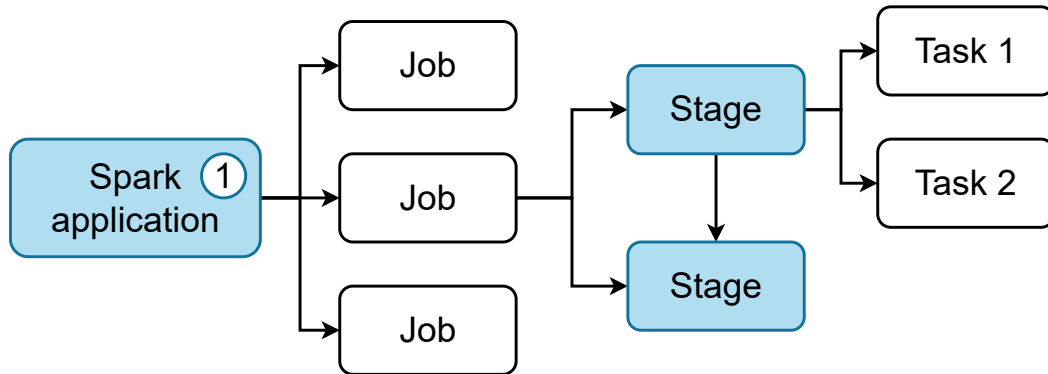 Spark
application
1
Job
Job
Job
Stage
Stage
Task 1
Task 2